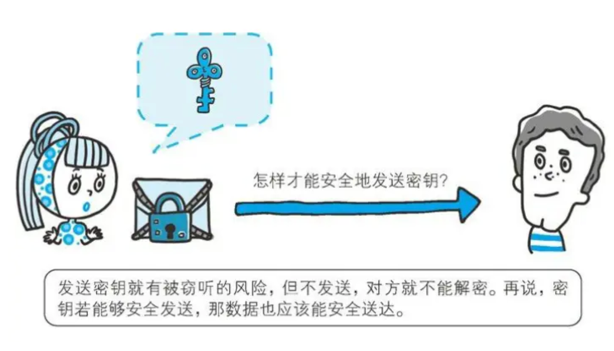 怎样才能安全地发送密钥?
发送密钥就有被窃听的风险，但不发送，对方就不能解密。再说，密
钥若能够安全发送，那数据也应该能安全送达。